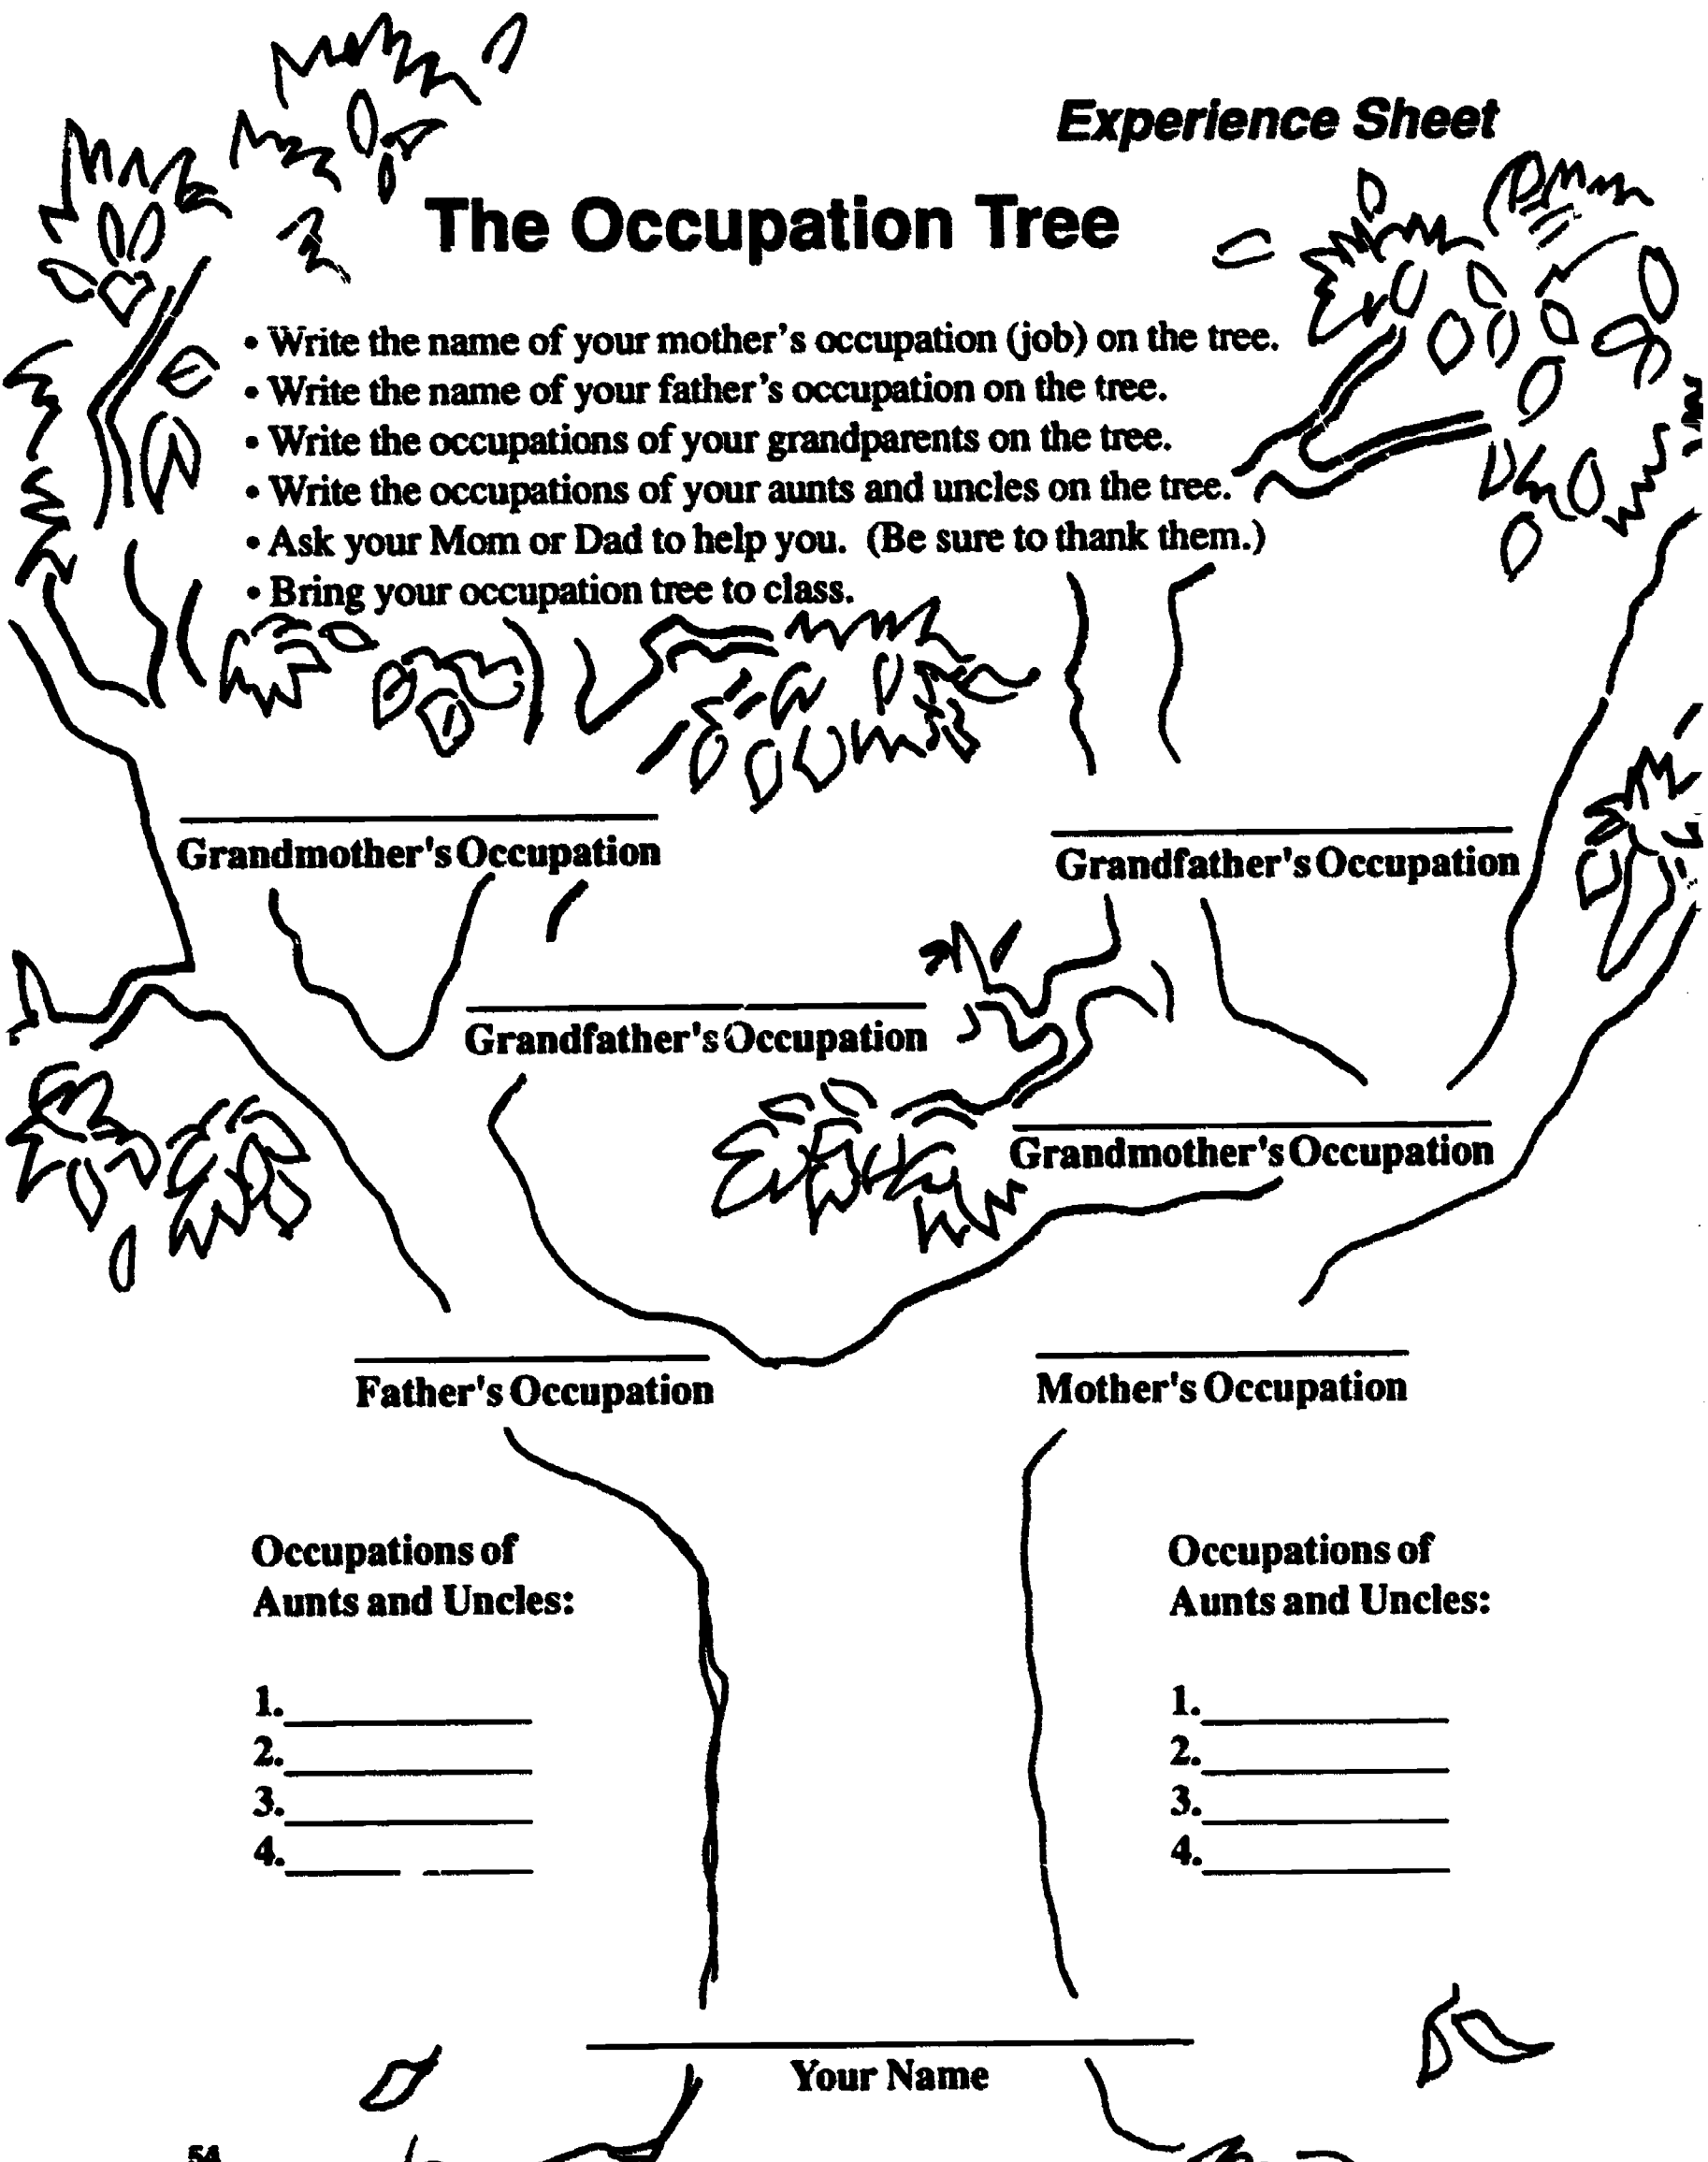 Experience Sheet
The Occupation Tree
• Write the name of your mother's occupation (job) on the tree.
• Write the name of your father's occupation on the tree.
• Write the occupations of your grandparents on the tree.
• Write the occupations of your aunts and uncles on the tree.
• Ask your Mom or Dad to help you. (Be sure to thank them.)
• Bring your occupation tree to class.
Grandmother's Occupation
Grandfather's Occupation
Grandfather's Occupation
Grandmother's Occupation
Father's Occupation
Mother's Occupation
Occupations of
Aunts and Uncles:
1.
2.
3.
4.
Occupations of
Aunts and Uncles:
1.
2.
3.
4.
Your Name